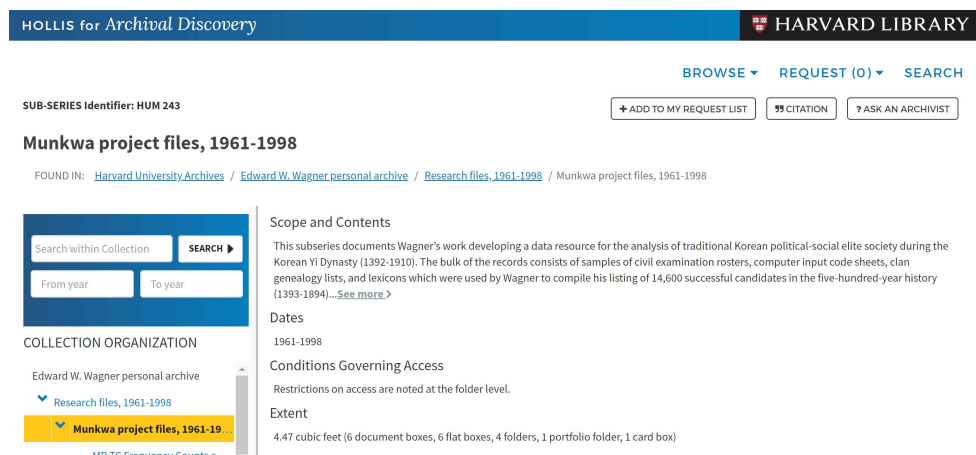 HOLLIS for Archival Discovery
HARVARD LIBRARY
BROWSE
REQUEST (0)
SEARCH
SUB-SERIES Identifier: HUM 243
+ ADD TO MY REQUEST LIST
CITATION
? ASK AN ARCHIVIST
Munkwa project files, 1961-1998
FOUND IN: Harvard University Archives / Edward W. Wagner personal archive / Research files, 1961-1998 / Munkwa project files, 1961-1998
Search within Collection
SEARCH
From year
To year
COLLECTION ORGANIZATION
Edward W. Wagner personal archive
Research files, 1961-1998
Munkwa project files, 1961-19...
Scope and Contents
This subseries documents Wagner's work developing a data resource for the analysis of traditional Korean political-social elite society during the
Korean Yi Dynasty (1392-1910). The bulk of the records consists of samples of civil examination rosters, computer input code sheets, clan
genealogy lists, and lexicons which were used by Wagner to compile his listing of 14,600 successful candidates in the five-hundred-year history
(1393-1894)...See more
Dates
1961-1998
Conditions Governing Access
Restrictions on access are noted at the folder level.
Extent
4.47 cubic feet (6 document boxes, 6 flat boxes, 4 folders, 1 portfolio folder, 1 card box)